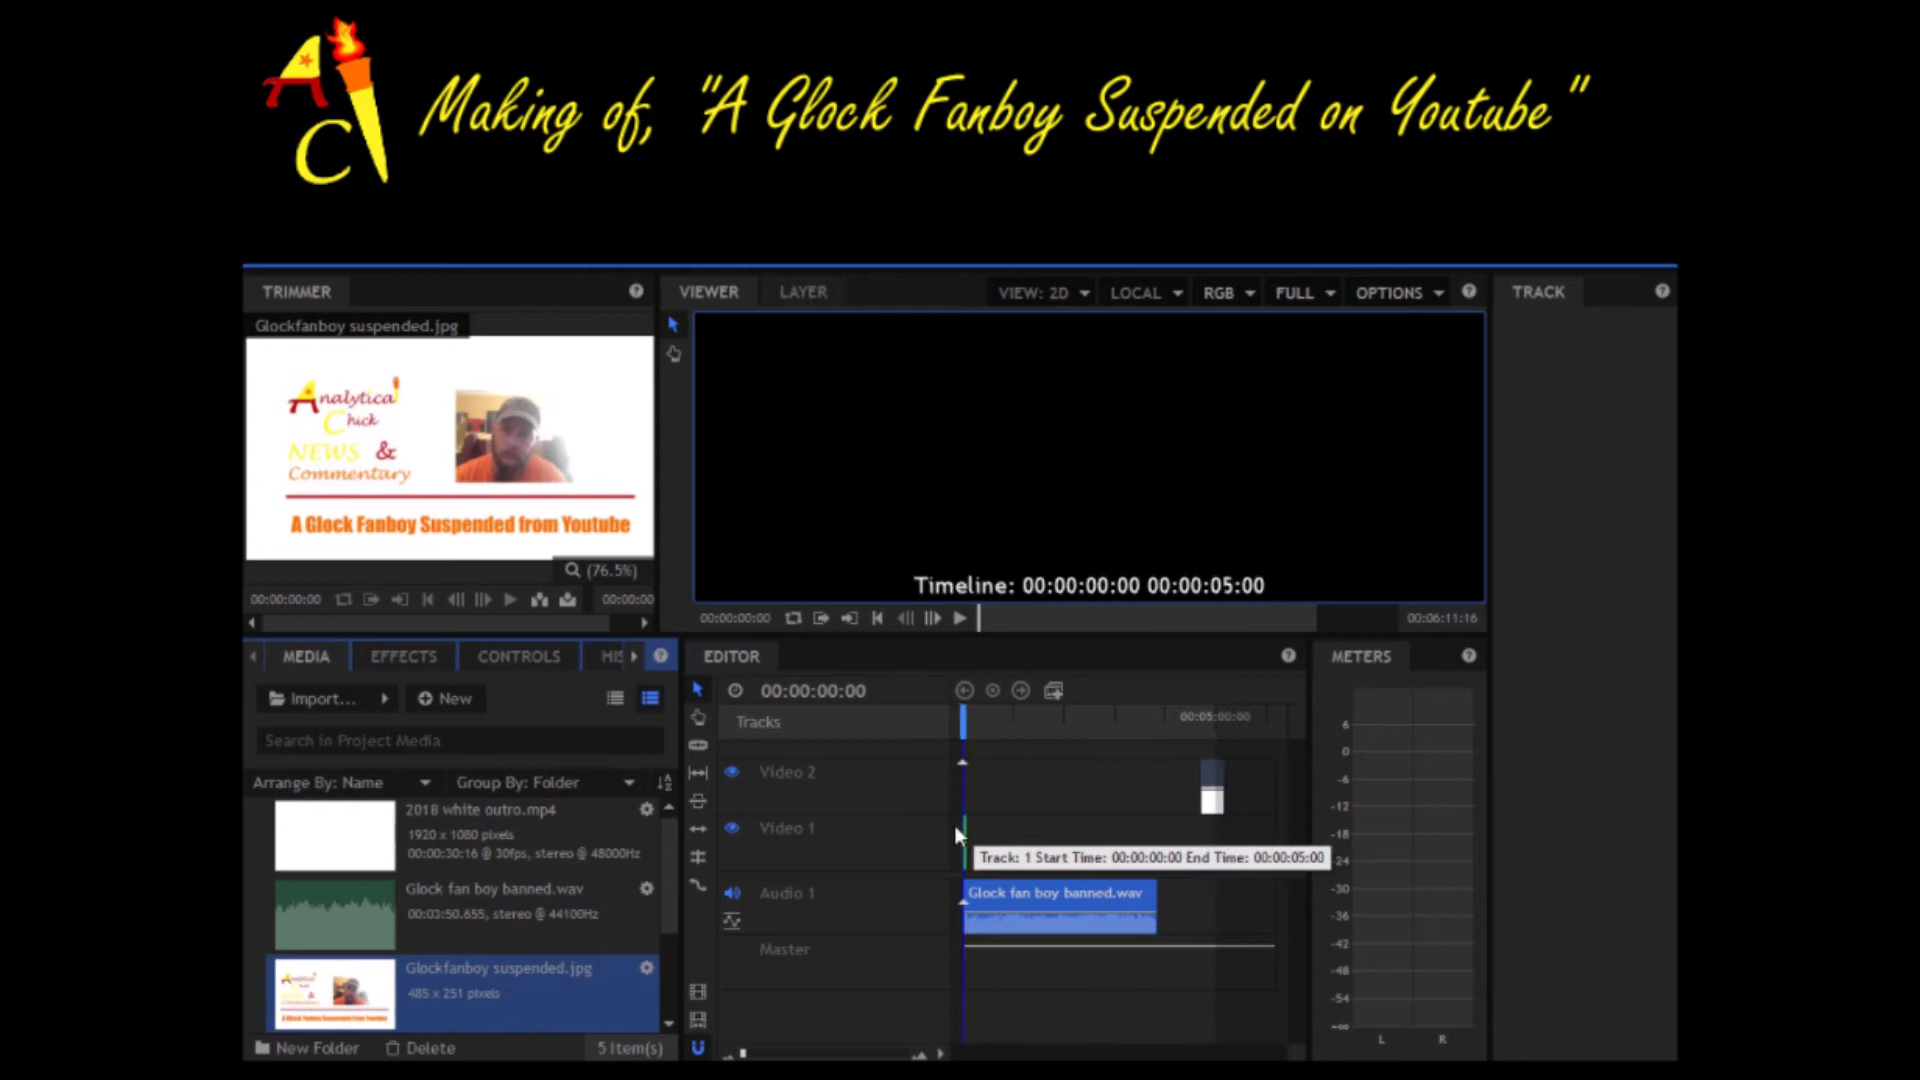 A
C
Making of, "A Glock Fanboy Suspended on Youtube"
TRIMMER
VIEWER
LAYER
VIEW: 2D
LOCAL
RGB
FULL
OPTIONS
TRACK
Glockfanboy suspended.jpg
Analytical
Chick
NEWS &
Commentary
A Glock Fanboy Suspended from Youtube
(76.5%)
00:00:00:00
00:00:00
Timeline: 00:00:00:00 00:00:05:00
00:00:00:00
00:06:11:16
MEDIA
EFFECTS
CONTROLS
HIS
EDITOR
METERS
Import...
New
00:00:00:00
Search in Project Media
Tracks
00:05:00:00
Arrange By: Name
Group By: Folder
2018 white outro.mp4
1920 x 1080 pixels
00:00:30:16 @ 30fps, stereo @ 48000Hz
Glock fan boy banned.wav
00:03:50.655, stereo @ 44100Hz
Glockfanboy suspended.jpg
485 x 251 pixels
New Folder
Delete
5 Item(s)
Video 2
Video 1
Track: 1 Start Time: 00:00:00:00 End Time: 00:00:05:00
Audio 1
Glock fan boy banned.wav
Master
6
0
-6
-12
-18
-24
-30
-36
-42
-48
-54
-∞
L
R